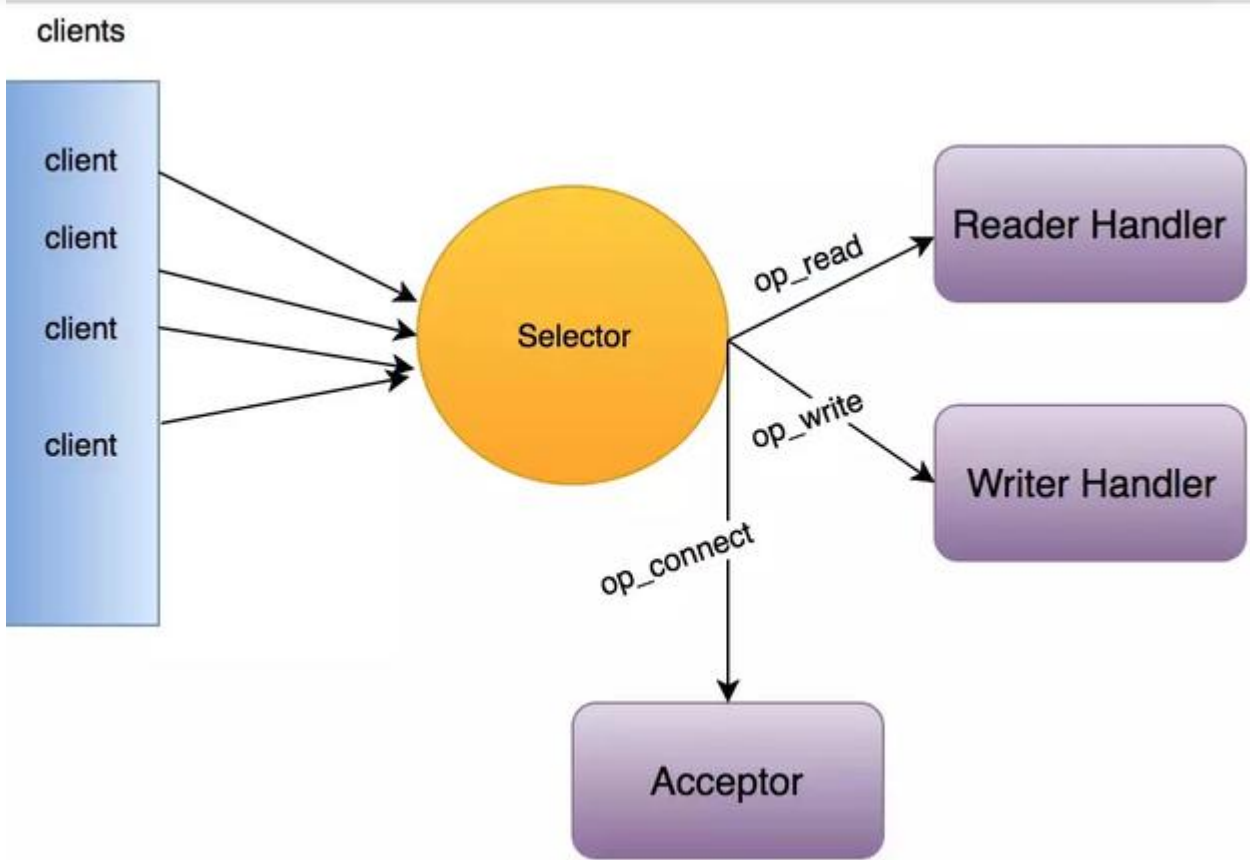 clients
client
client
client
client
Selector
op_read
op_write
op_connect
Reader Handler
Writer Handler
Acceptor